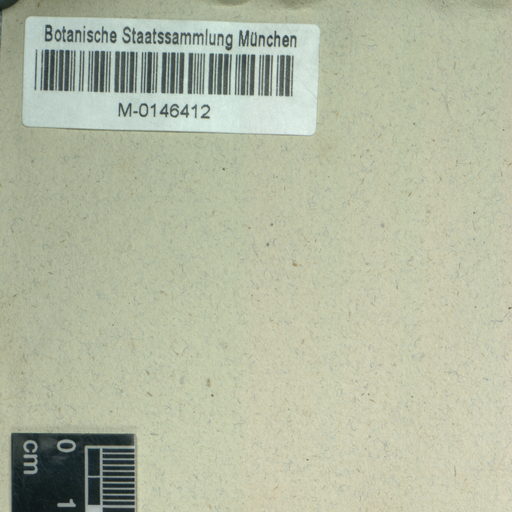 Botanische Staatssammlung München
M-0146412
0 1
cm